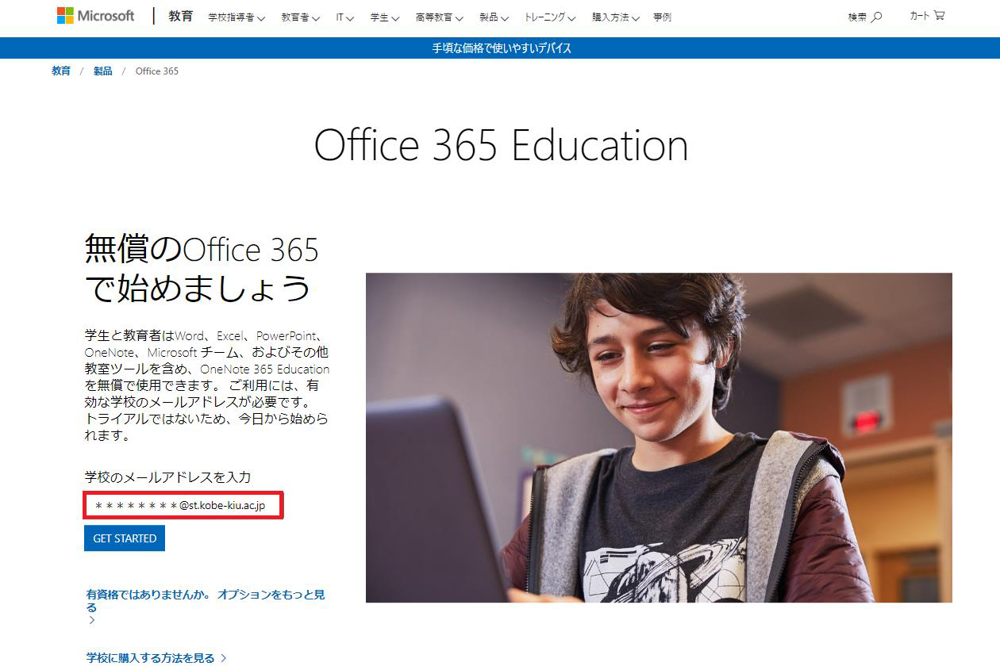 Microsoft 教育 学校指導者 教育者 IT 学生 高等教育 製品 トレーニング 購入方法 事例 検索 カート
手頃な価格で使いやすいデバイス
教育 / 製品 / Office 365
Office 365 Education
無償のOffice 365
で始めましょう
学生と教育者はWord、Excel、PowerPoint、
OneNote、Microsoft チーム、およびその他
教室ツールを含め、OneNote 365 Education
を無償で使用できます。 ご利用には、有
効な学校のメールアドレスが必要です。
トライアルではないため、今日から始めら
れます。
学校のメールアドレスを入力
＊＊＊＊＊＊＊＊@st.kobe-kiu.ac.jp
GET STARTED
有資格ではありませんか。 オプションをもっと見
る
学校に購入する方法を見る